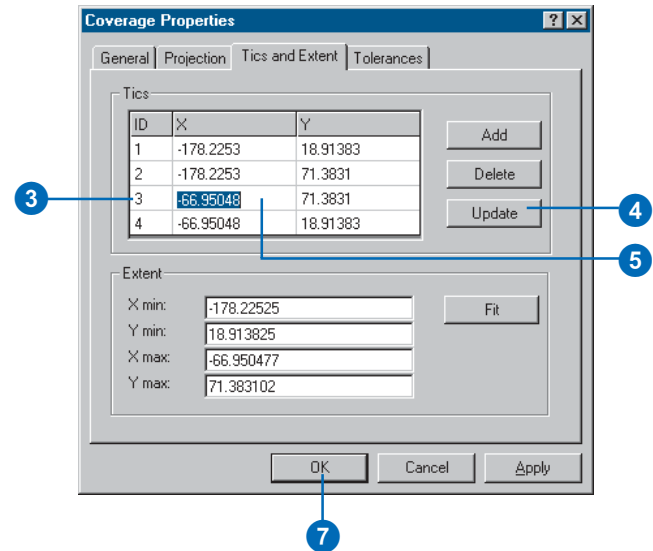 Coverage Properties
General Projection Tics and Extent Tolerances
Tics
ID X Y
1 -178.2253 18.91383
2 -178.2253 71.3831
3 -66.95048 71.3831
4 -66.95048 18.91383
Add
Delete
Update
3
4
5
Extent
X min: -178.22525
Y min: 18.913825
X max: -66.950477
Y max: 71.383102
Fit
OK Cancel Apply
7